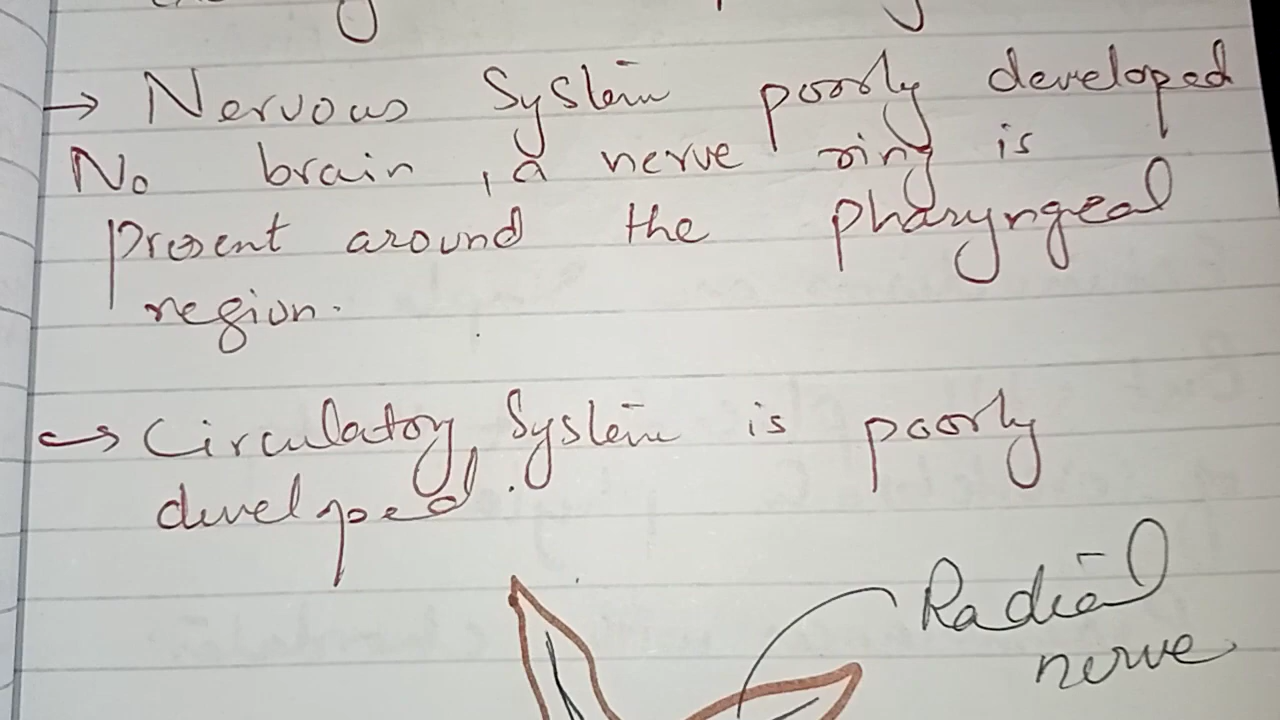 → Nervous System poorly developed
No brain, a nerve ring is
present around the pharyngeal
region.
→ Circulatory System is poorly
developed.
Radial
nerve